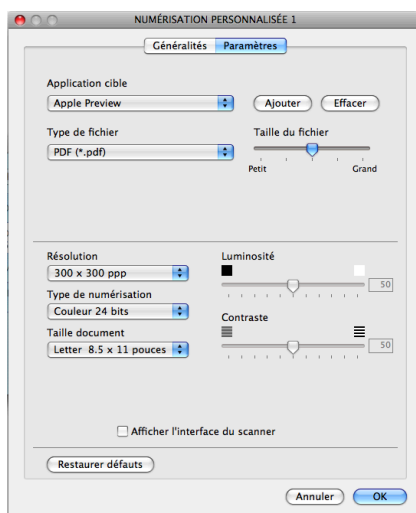 NUMÉRISATION PERSONNALISÉE 1
Généralités Paramètres
Application cible
Apple Preview Ajouter Effacer
Type de fichier Taille du fichier
PDF (*.pdf)
Petit Grand
Résolution Luminosité
300 x 300 ppp
50
Type de numérisation
Couleur 24 bits
Contraste
Taille document
Letter 8.5 x 11 pouces 50
Afficher l'interface du scanner
Restaurer défauts
Annuler OK